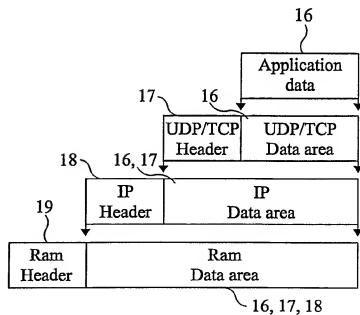 16
Application
data
17
16
UDP/TCP
Header
UDP/TCP
Data area
18
16, 17
IP
Header
IP
Data area
19
Ram
Header
Ram
Data area
16, 17, 18